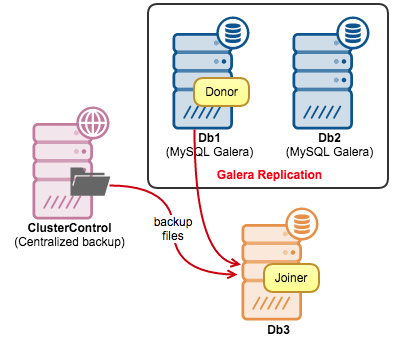 Donor
Db1
(MySQL Galera)
Db2
(MySQL Galera)
Galera Replication
ClusterControl
(Centralized backup)
backup
files
Joiner
Db3